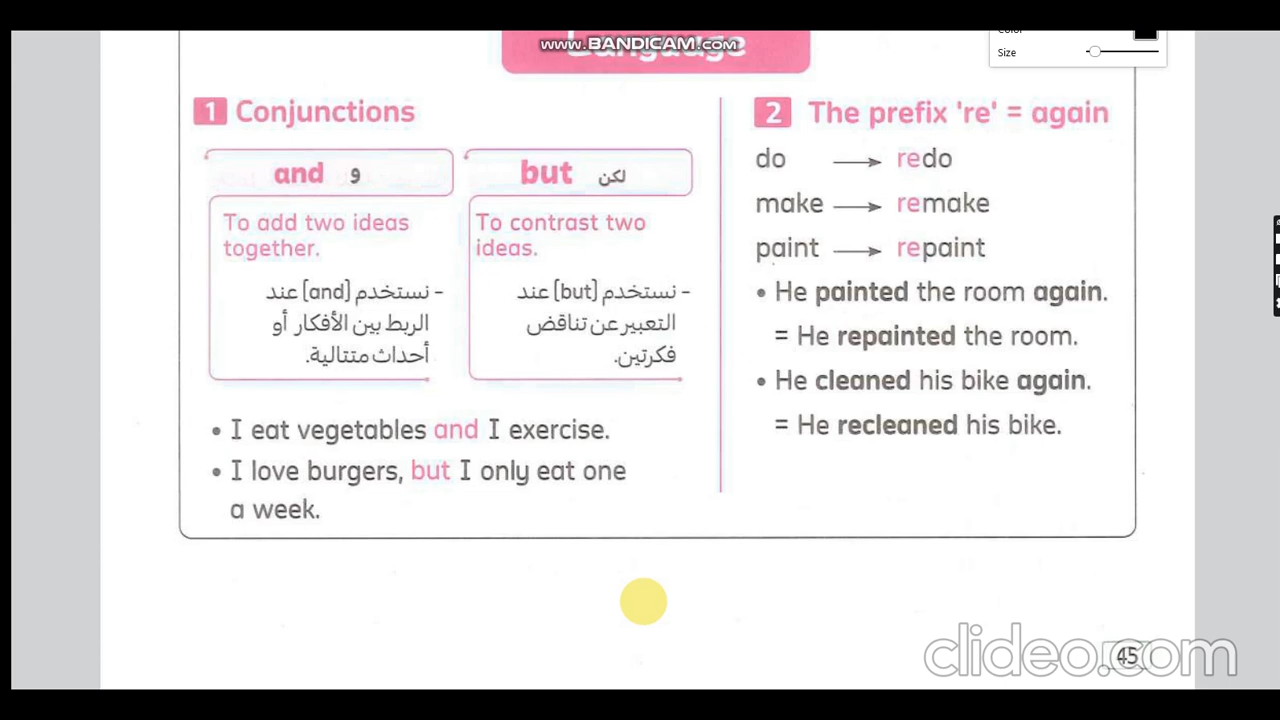 www.BANDICAM.com
Language
Color
Size
1 Conjunctions
and و
To add two ideas
together.
- نستخدم (and) عند
الربط بين الأفكار أو
أحداث متتالية.
but لكن
To contrast two
ideas.
- نستخدم (but) عند
التعبير عن تناقض
فكرتين.
• I eat vegetables and I exercise.
• I love burgers, but I only eat one
a week.
2 The prefix 're' = again
do → redo
make → remake
paint → repaint
• He painted the room again.
= He repainted the room.
• He cleaned his bike again.
= He recleaned his bike.
45
clideo.com